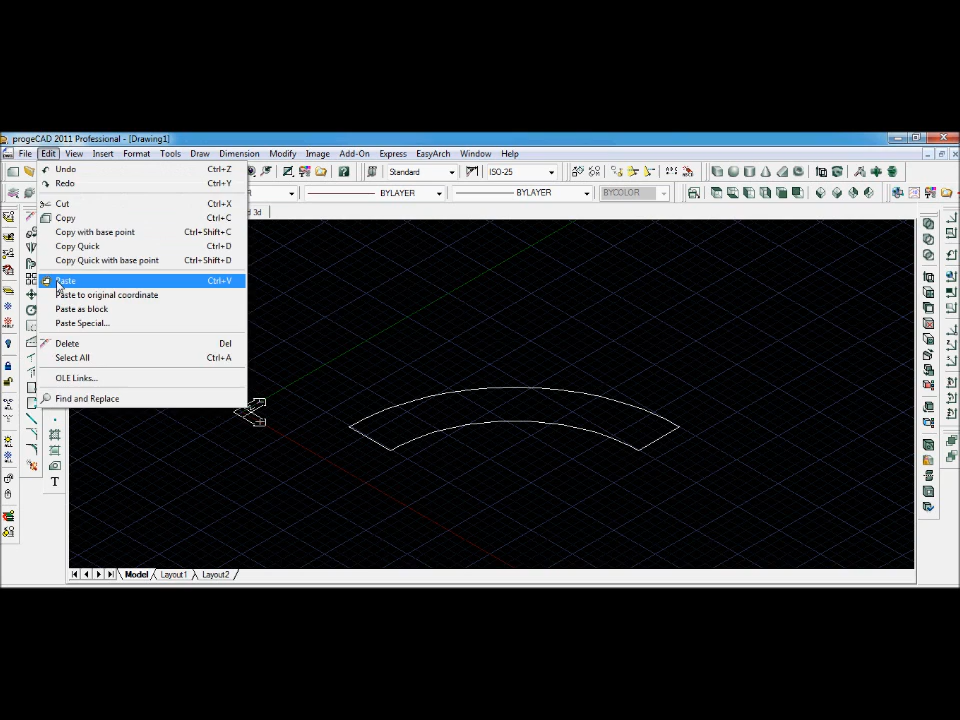 progeCAD 2011 Professional - [Drawing1]
File Edit View Insert Format Tools Draw Dimension Modify Image Add-On Express EasyArch Window Help
Undo Ctrl+Z
Redo Ctrl+Y
Cut Ctrl+X
Copy Ctrl+C
Copy with base point Ctrl+Shift+C
Copy Quick Ctrl+D
Copy Quick with base point Ctrl+Shift+D
Paste Ctrl+V
Paste to original coordinate
Paste as block
Paste Special...
Delete Del
Select All Ctrl+A
OLE Links...
Find and Replace
Standard ISO-25
BYLAYER BYLAYER BYCOLOR
3d
T
Model Layout1 Layout2